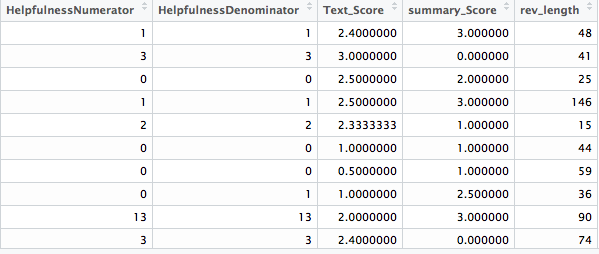 HelpfulnessNumerator HelpfulnessDenominator Text_Score summary_Score rev_length
1 1 2.4000000 3.000000 48
3 3 3.0000000 0.000000 41
0 0 2.5000000 2.000000 25
1 1 2.5000000 3.000000 146
2 2 2.3333333 1.000000 15
0 0 1.0000000 1.000000 44
0 0 0.5000000 1.000000 59
0 1 1.0000000 2.500000 36
13 13 2.0000000 3.000000 90
3 3 2.4000000 0.000000 74